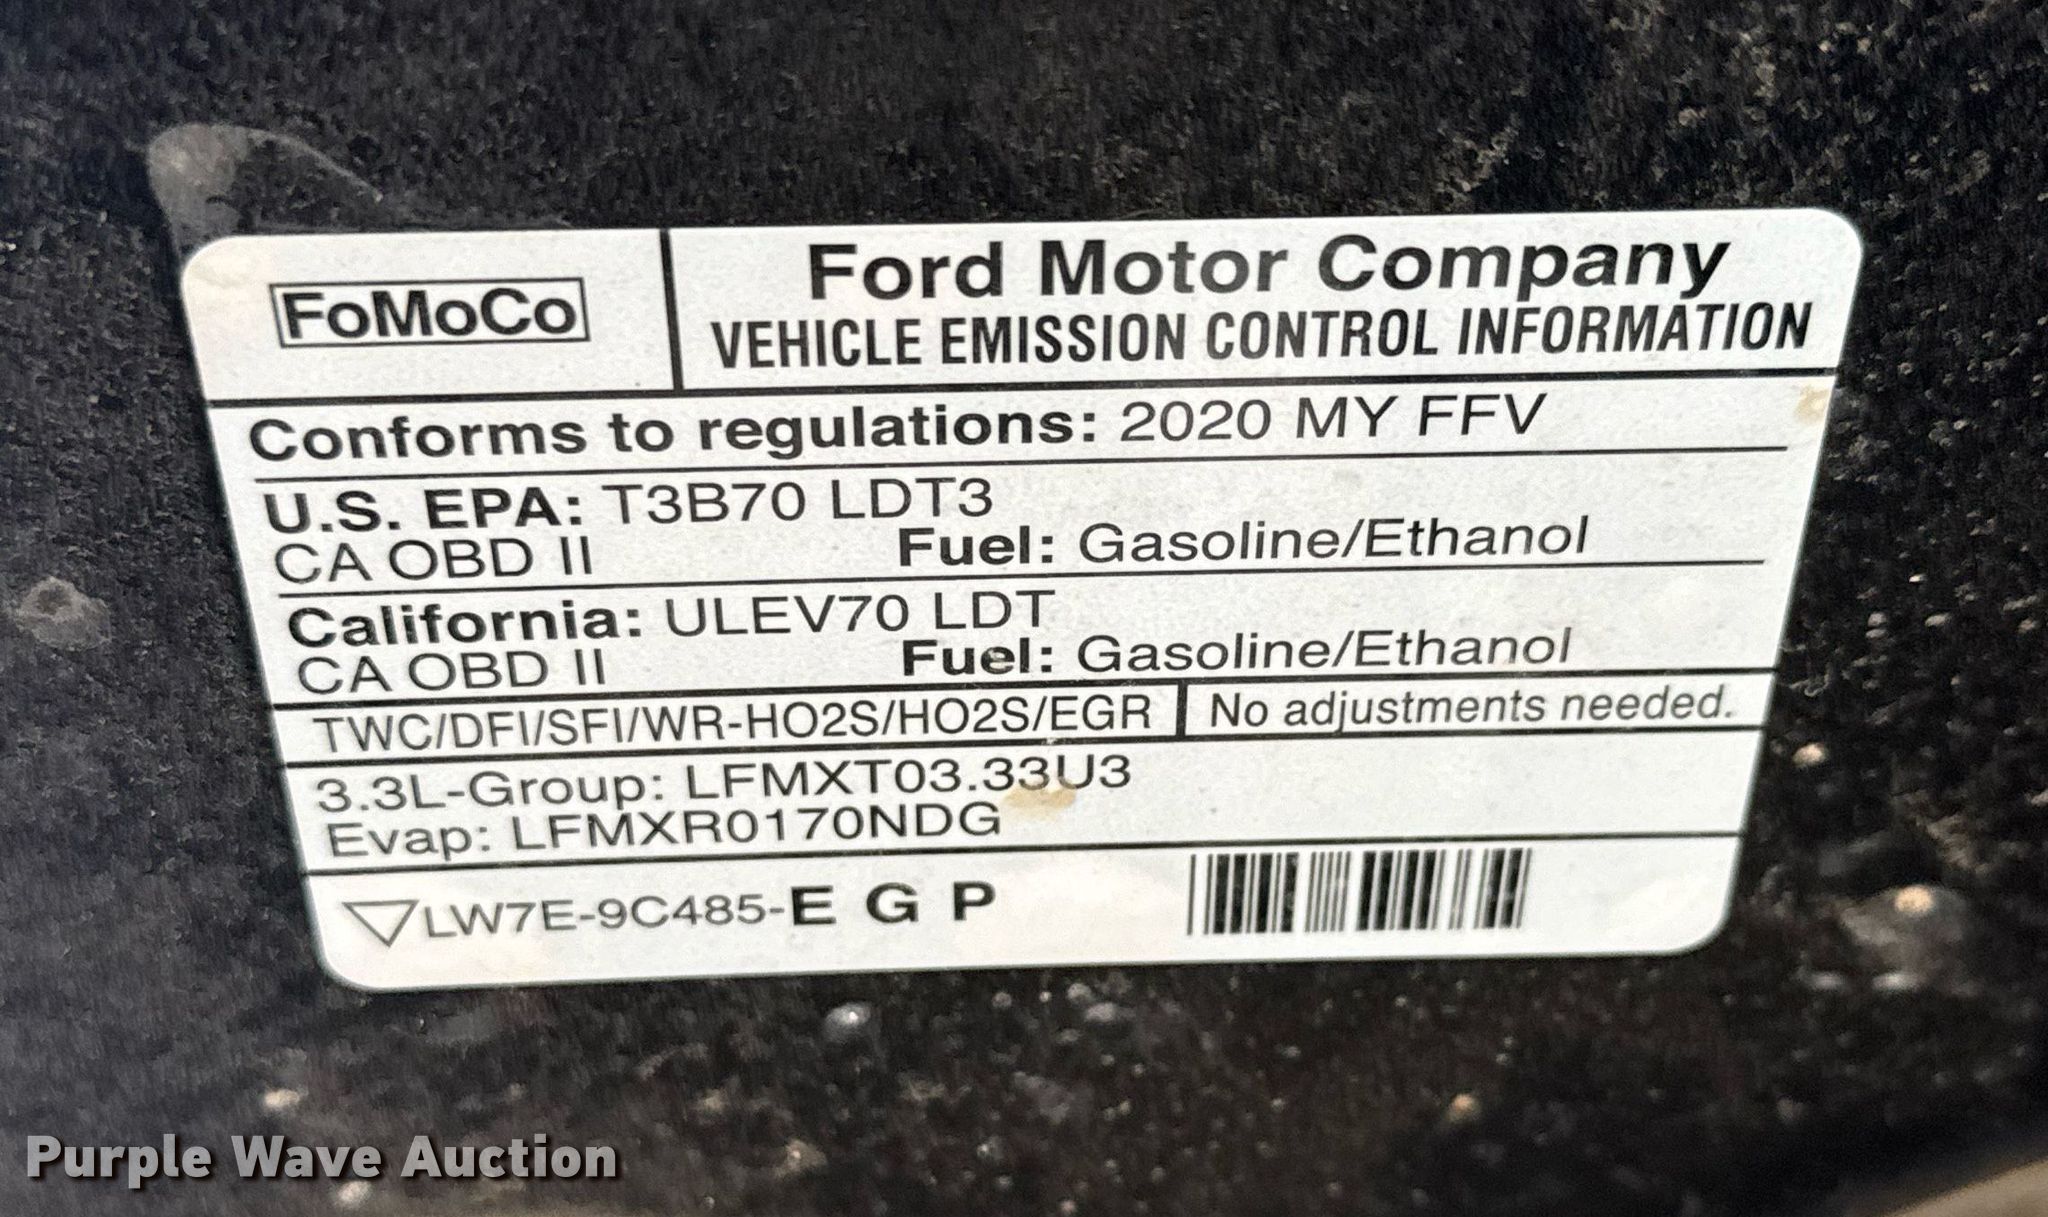 FoMoCo
Ford Motor Company
VEHICLE EMISSION CONTROL INFORMATION
Conforms to regulations: 2020 MY FFV
U.S. EPA: T3B70 LDT3
CA OBD II Fuel: Gasoline/Ethanol
California: ULEV70 LDT
CA OBD II Fuel: Gasoline/Ethanol
TWC/DFI/SFI/WR-HO2S/HO2S/EGR No adjustments needed.
3.3L-Group: LFMXT03.33U3
Evap: LFMXR0170NDG
LW7E-9C485-E G P
Purple Wave Auction